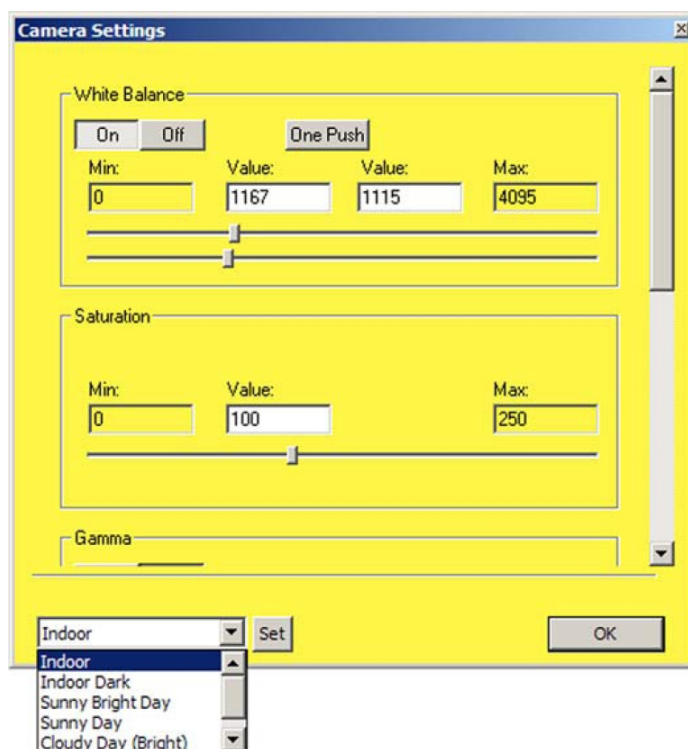 Camera Settings
White Balance
On Off One Push
Min: Value: Value: Max:
0 1167 1115 4095
Saturation
Min: Value: Max:
0 100 250
Gamma
Indoor Set OK
Indoor
Indoor Dark
Sunny Bright Day
Sunny Day
Cloudy Day (Bright)